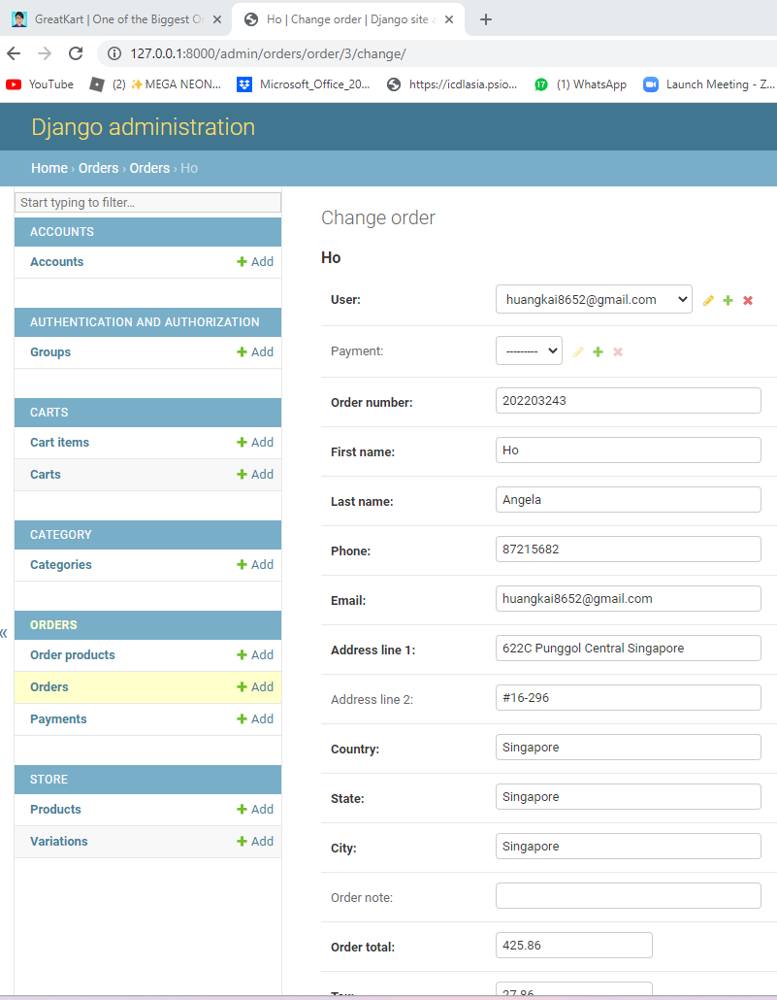 GreatKart | One of the Biggest O
Ho | Change order | Django site a
127.0.0.1:8000/admin/orders/order/3/change/
YouTube
(2) ✨ MEGA NEON...
Microsoft_Office_20...
https://icdlasia.psio...
17
(1) WhatsApp
Launch Meeting - Z...
Django administration
Home › Orders › Orders › Ho
Start typing to filter...
ACCOUNTS
Accounts + Add
AUTHENTICATION AND AUTHORIZATION
Groups + Add
CARTS
Cart items + Add
Carts + Add
CATEGORY
Categories + Add
ORDERS
Order products + Add
Orders + Add
Payments + Add
STORE
Products + Add
Variations + Add
«
Change order
Ho
User: huangkai8652@gmail.com
Payment: ---------
Order number: 202203243
First name: Ho
Last name: Angela
Phone: 87215682
Email: huangkai8652@gmail.com
Address line 1: 622C Punggol Central Singapore
Address line 2: #16-296
Country: Singapore
State: Singapore
City: Singapore
Order note:
Order total: 425.86
Tax: 27.86